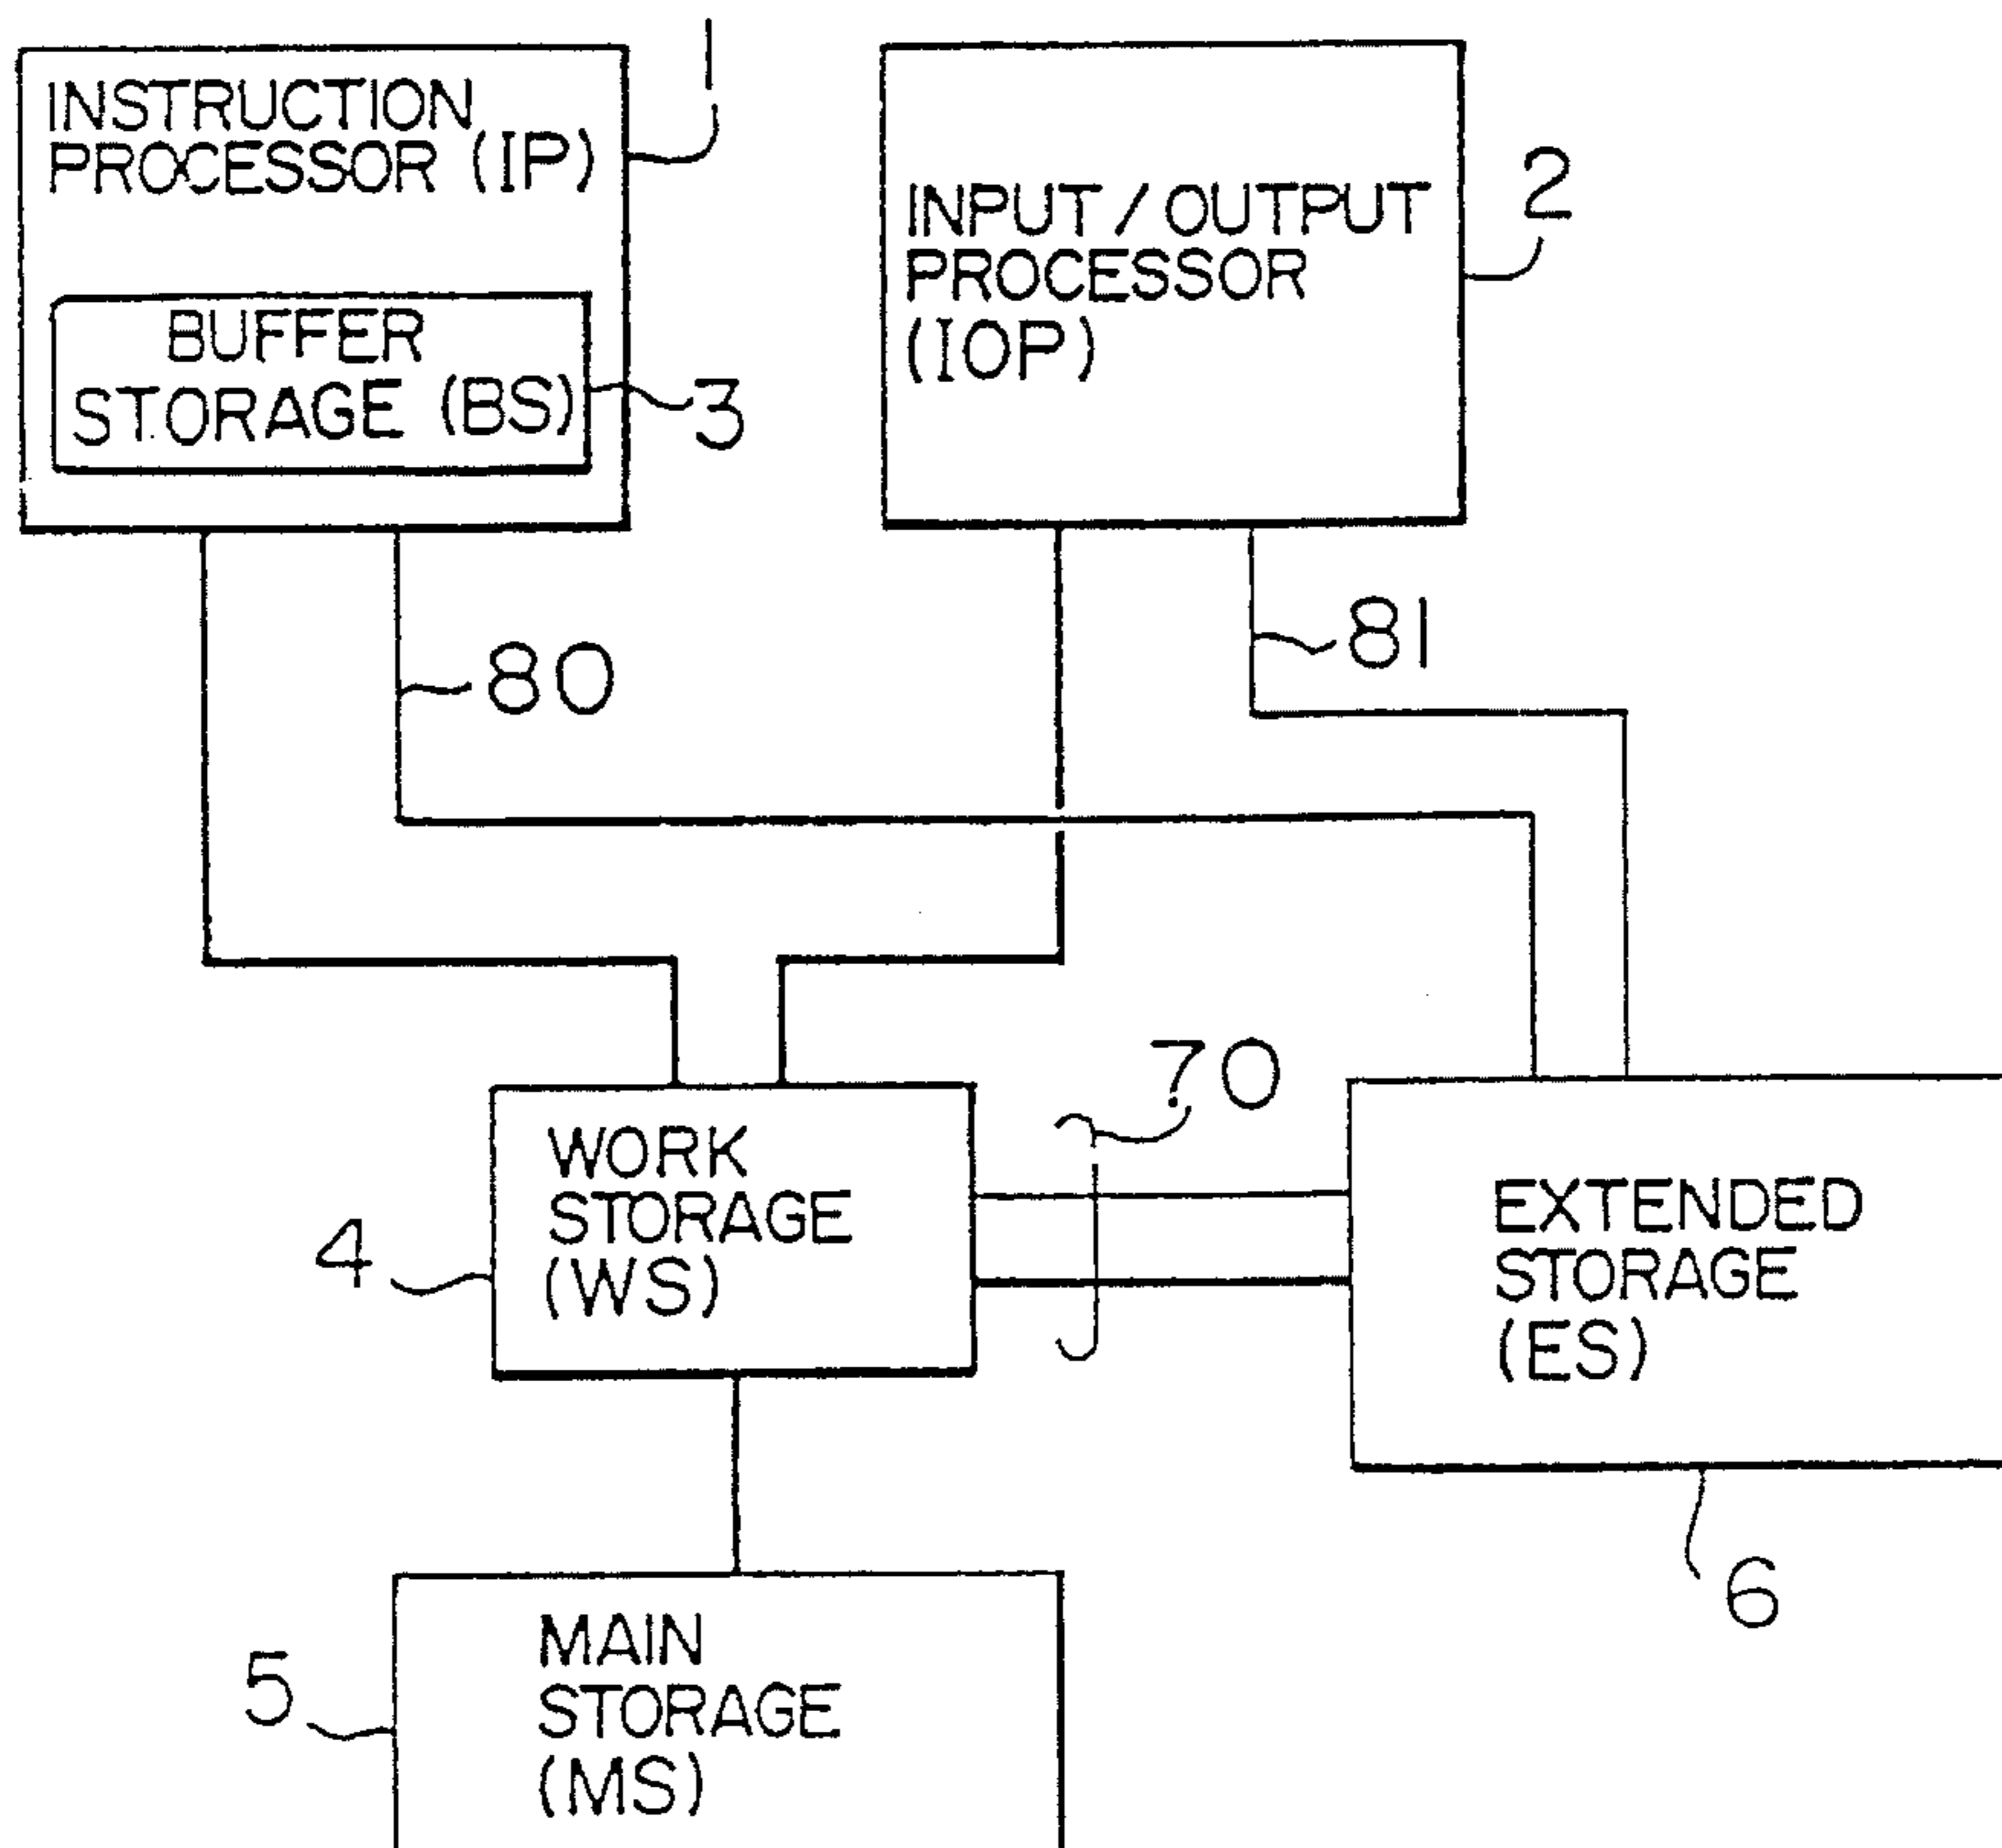 1
INSTRUCTION
PROCESSOR (IP)
BUFFER
STORAGE (BS)
3
INPUT/OUTPUT
PROCESSOR
(IOP)
2
80
81
WORK
STORAGE
(WS)
4
70
EXTENDED
STORAGE
(ES)
6
MAIN
STORAGE
(MS)
5